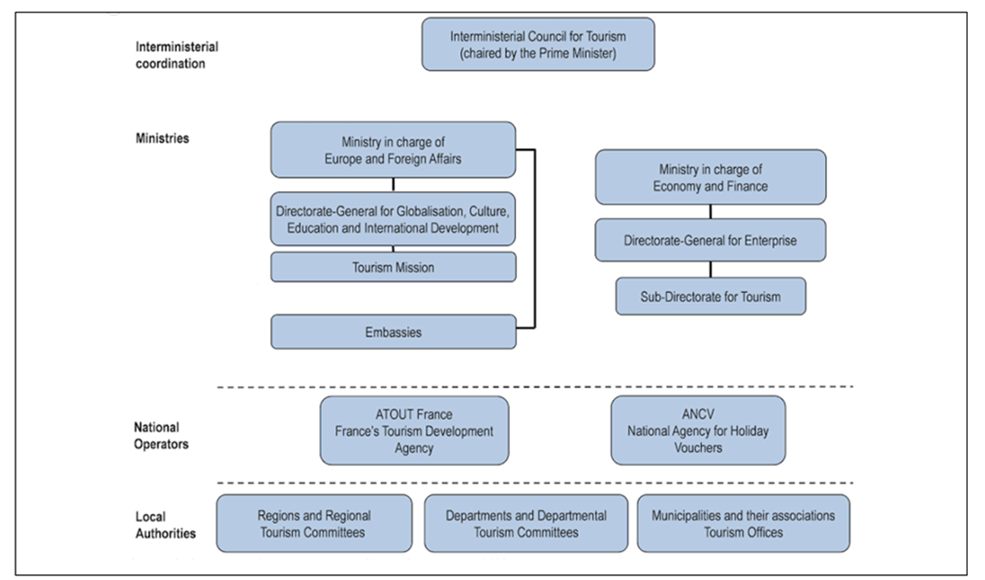 Interministerial
coordination
Interministerial Council for Tourism
(chaired by the Prime Minister)
Ministries
Ministry in charge of
Europe and Foreign Affairs
Directorate-General for Globalisation, Culture,
Education and International Development
Tourism Mission
Embassies
Ministry in charge of
Economy and Finance
Directorate-General for Enterprise
Sub-Directorate for Tourism
National
Operators
ATOUT France
France's Tourism Development
Agency
ANCV
National Agency for Holiday
Vouchers
Local
Authorities
Regions and Regional
Tourism Committees
Departments and Departmental
Tourism Committees
Municipalities and their associations
Tourism Offices